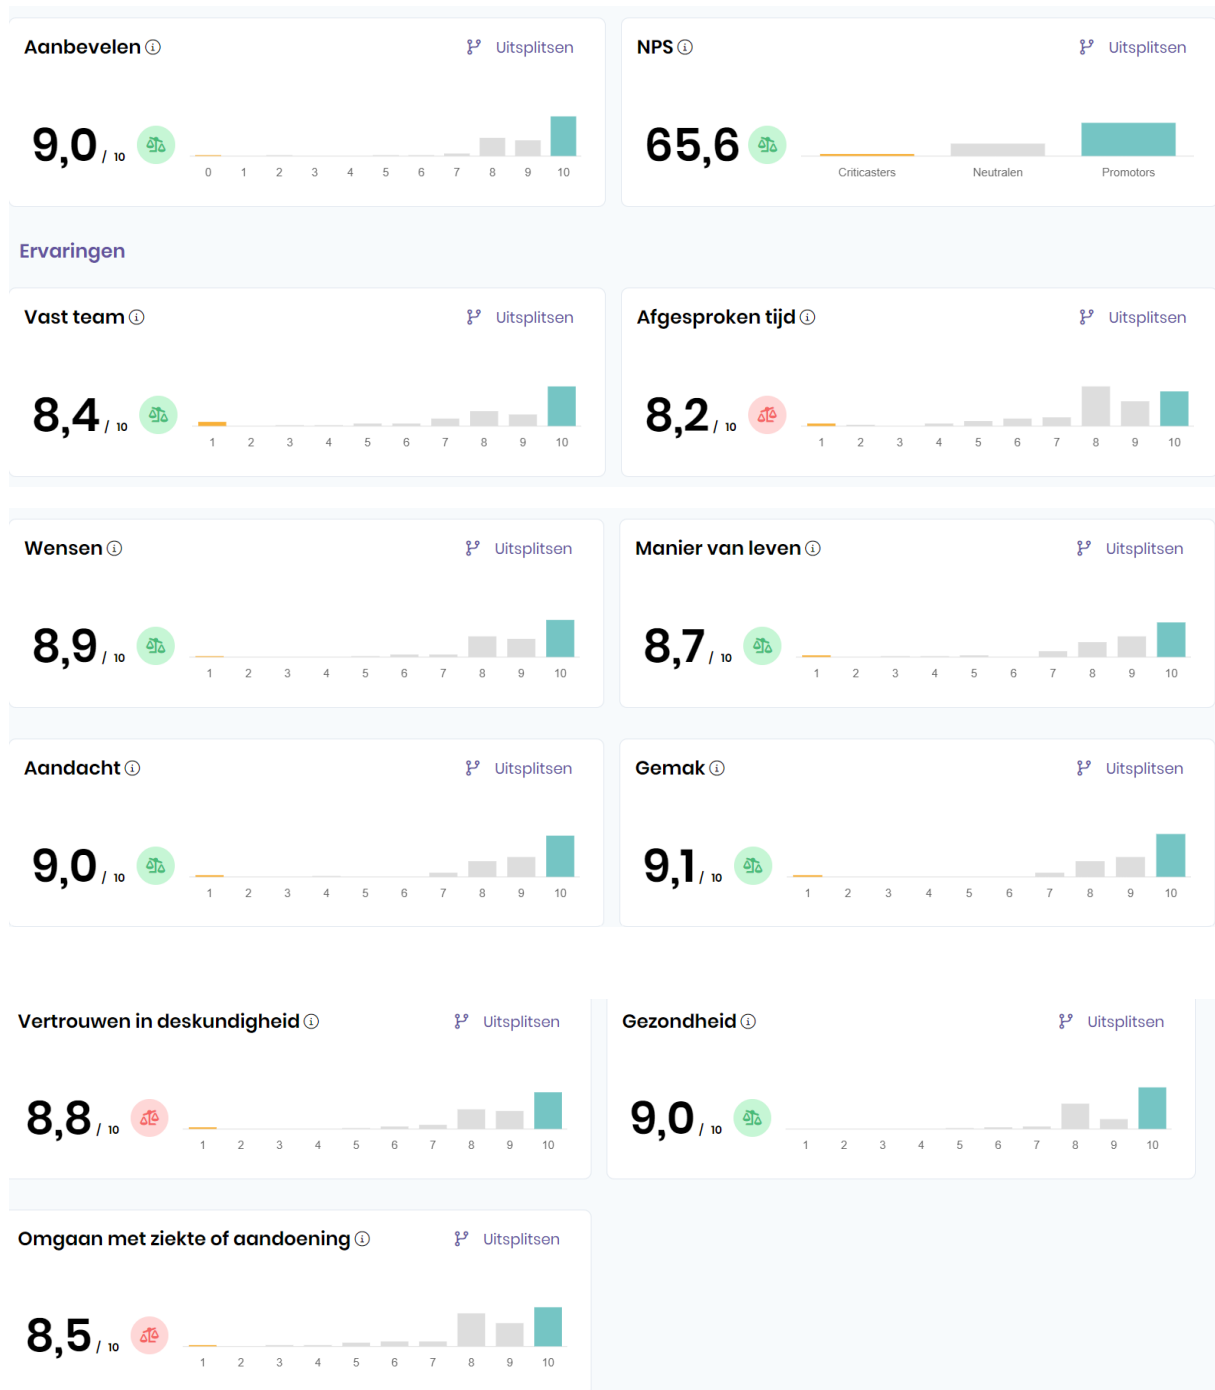 Aanbevelen Uitsplitsen
9,0 / 10
0 1 2 3 4 5 6 7 8 9 10
NPS Uitsplitsen
65,6
Criticasters Neutralen Promotors
Ervaringen
Vast team Uitsplitsen
8,4 / 10
1 2 3 4 5 6 7 8 9 10
Afgesproken tijd Uitsplitsen
8,2 / 10
1 2 3 4 5 6 7 8 9 10
Wensen Uitsplitsen
8,9 / 10
1 2 3 4 5 6 7 8 9 10
Manier van leven Uitsplitsen
8,7 / 10
1 2 3 4 5 6 7 8 9 10
Aandacht Uitsplitsen
9,0 / 10
1 2 3 4 5 6 7 8 9 10
Gemak Uitsplitsen
9,1 / 10
1 2 3 4 5 6 7 8 9 10
Vertrouwen in deskundigheid Uitsplitsen
8,8 / 10
1 2 3 4 5 6 7 8 9 10
Gezondheid Uitsplitsen
9,0 / 10
1 2 3 4 5 6 7 8 9 10
Omgaan met ziekte of aandoening Uitsplitsen
8,5 / 10
1 2 3 4 5 6 7 8 9 10